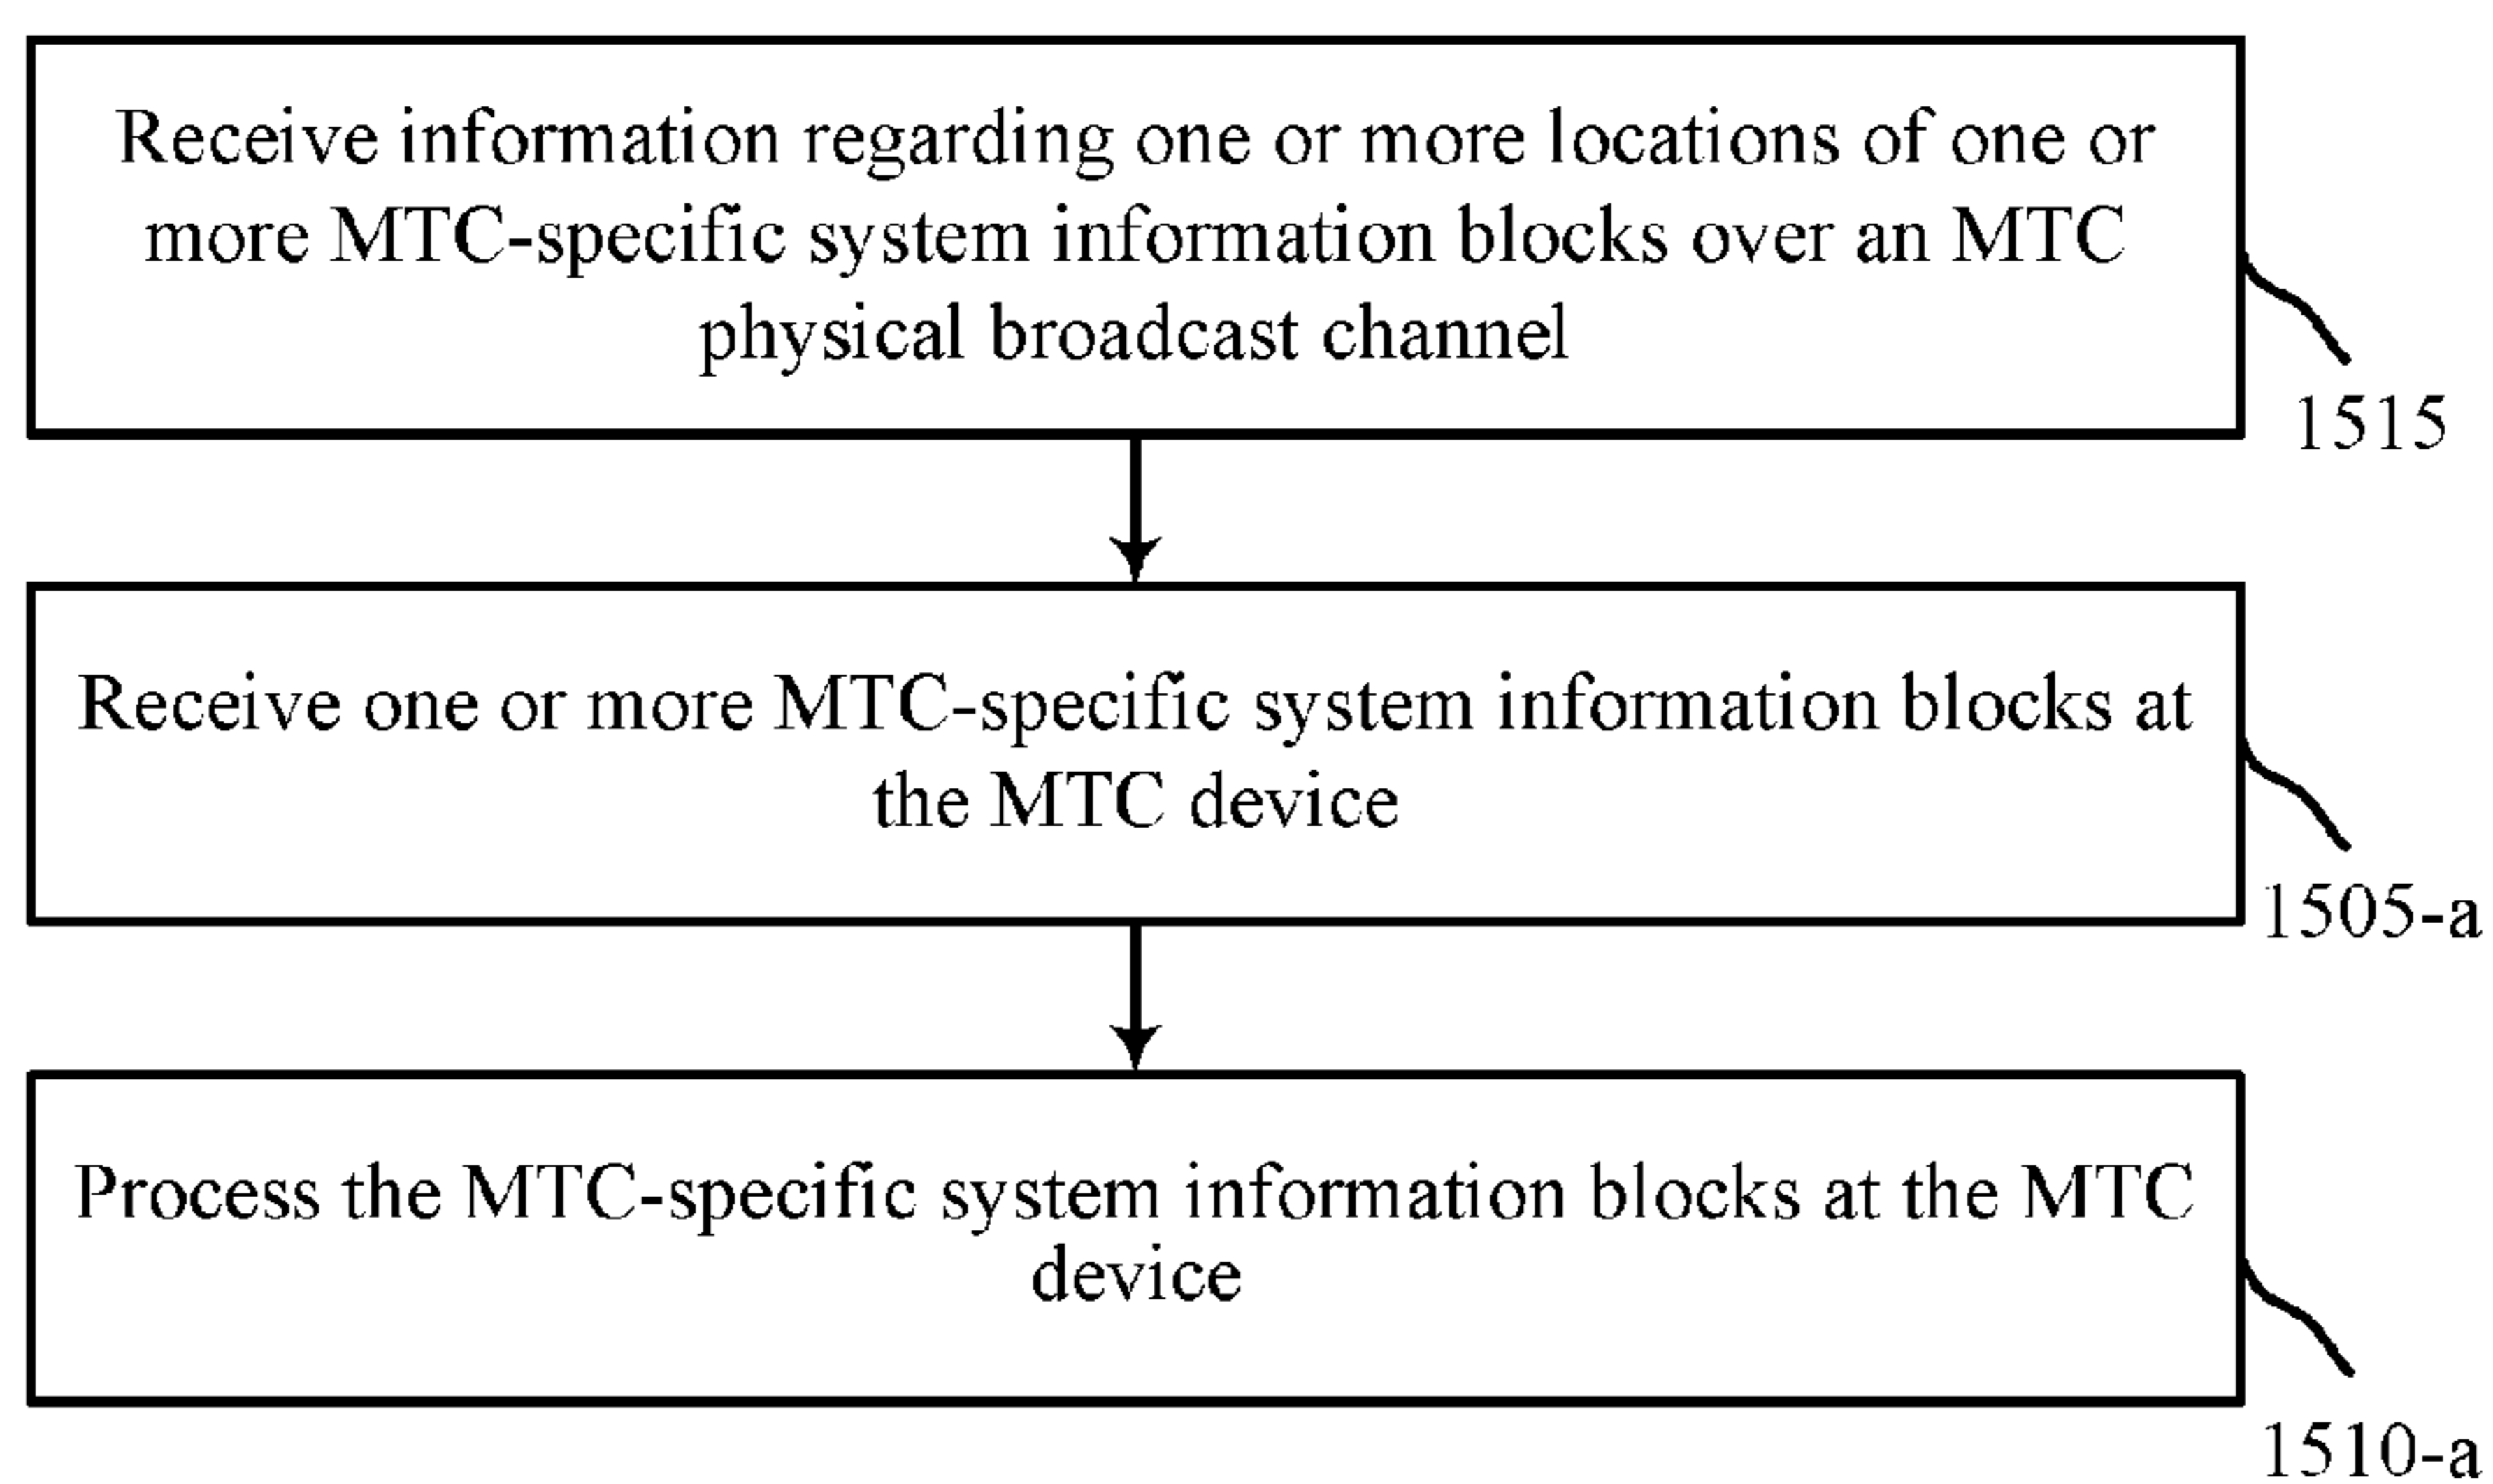 Receive information regarding one or more locations of one or
more MTC-specific system information blocks over an MTC
physical broadcast channel
1515
Receive one or more MTC-specific system information blocks at
the MTC device
1505-a
Process the MTC-specific system information blocks at the MTC
device
1510-a